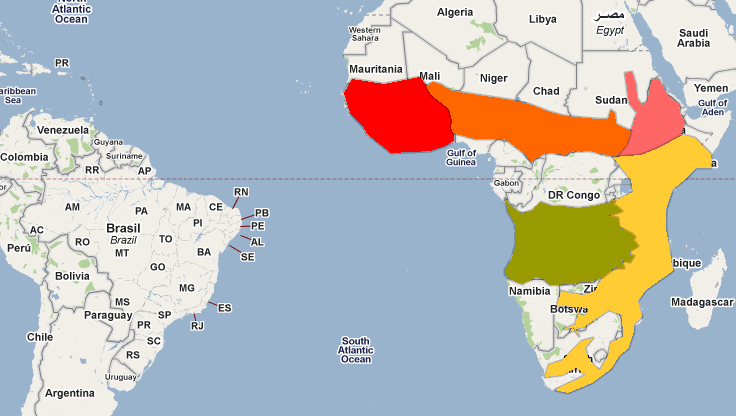 North
Atlantic
Ocean
Algeria
Libya
مصر
Egypt
Saudi
Arabia
Western
Sahara
PR
Mauritania
Mali
Niger
Chad
Sudan
Yemen
Gulf of
Aden
aribbean
Sea
Venezuela
Guyana
Suriname
Colombia
RR
AP
Gulf of
Guinea
Gabon
DR Congo
RN
AM
PA
MA
CE
PB
PI
PE
AC
RO
Brasil
Brazil
TO
AL
BA
SE
Perú
MT
GO
Bolivia
MG
MS
ES
Paraguay
SP
PR
RJ
Chile
SC
RS
Uruguay
Argentina
South
Atlantic
Ocean
Namibia
Zi
Botswa
bique
Madagascar